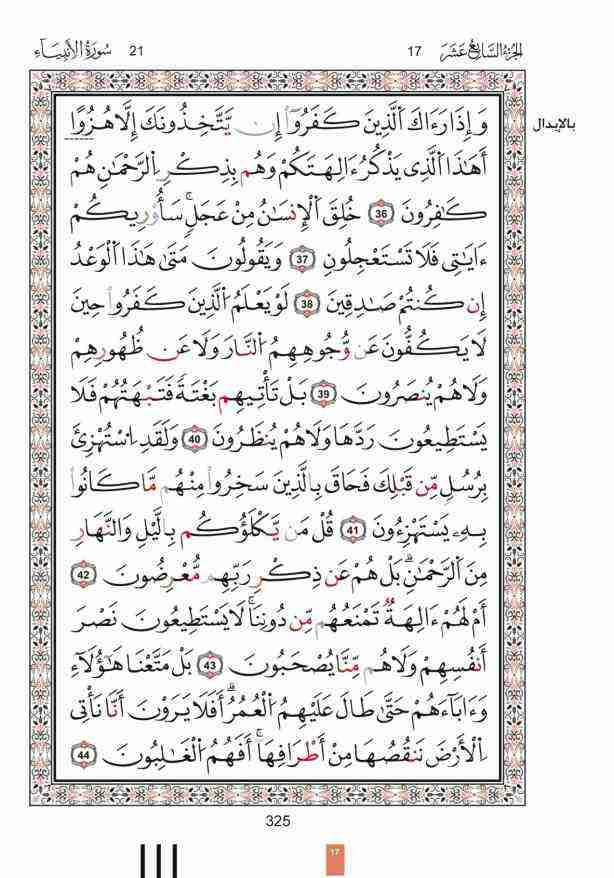 الجزء السابع عشر 17 21 سورة الأنبياء
وَإِذَا رَءَاكَ ٱلَّذِينَ كَفَرُوٓا۟ إِن يَتَّخِذُونَكَ إِلَّا هُزُؤًا
بالإبدال
أَهَٰذَا ٱلَّذِى يَذْكُرُ ءَالِهَتَكُمْ وَهُم بِذِكْرِ ٱلرَّحْمَٰنِ هُمْ
كَٰفِرُونَ 36 خُلِقَ ٱلْإِنسَٰنُ مِنْ عَجَلٍۚ سَأُو۟رِيكُمْ
ءَايَٰتِى فَلَا تَسْتَعْجِلُونِ 37 وَيَقُولُونَ مَتَىٰ هَٰذَا ٱلْوَعْدُ
إِن كُنتُمْ صَٰدِقِينَ 38 لَوْ يَعْلَمُ ٱلَّذِينَ كَفَرُوا۟ حِينَ
لَا يَكُفُّونَ عَن وُّجُوهِهِمُ ٱلنَّارَ وَلَا عَن ظُهُورِهِمْ
وَلَا هُمْ يُنصَرُونَ 39 بَلْ تَأْتِيهِم بَغْتَةً فَتَبْهَتُهُمْ فَلَا
يَسْتَطِيعُونَ رَدَّهَا وَلَا هُمْ يُنظَرُونَ 40 وَلَقَدِ ٱسْتُهْزِئَ
بِرُسُلٍ مِّن قَبْلِكَ فَحَاقَ بِٱلَّذِينَ سَخِرُوا۟ مِنْهُم مَّا كَانُوا۟
بِهِۦ يَسْتَهْزِءُونَ 41 قُلْ مَن يَكْلَؤُكُم بِٱلَّيْلِ وَٱلنَّهَارِ
مِنَ ٱلرَّحْمَٰنِۗ بَلْ هُمْ عَن ذِكْرِ رَبِّهِم مُّعْرِضُونَ 42
أَمْ لَهُمْ ءَالِهَةٌ تَمْنَعُهُم مِّن دُونِنَاۚ لَا يَسْتَطِيعُونَ نَصْرَ
أَنفُسِهِمْ وَلَا هُم مِّنَّا يُصْحَبُونَ 43 بَلْ مَتَّعْنَا هَٰؤُلَآءِ
وَءَابَآءَهُمْ حَتَّىٰ طَالَ عَلَيْهِمُ ٱلْعُمُرُۗ أَفَلَا يَرَوْنَ أَنَّا نَأْتِى
ٱلْأَرْضَ نَنقُصُهَا مِنْ أَطْرَافِهَآۚ أَفَهُمُ ٱلْغَٰلِبُونَ 44
325
17